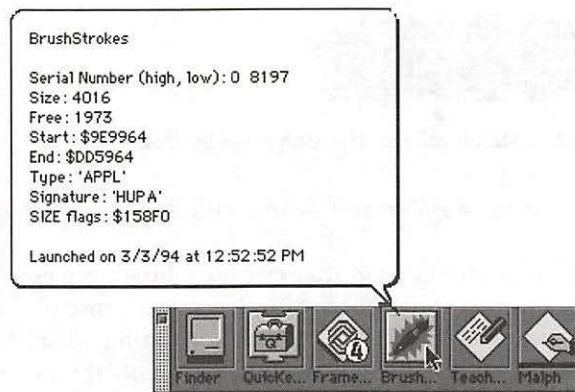 BrushStrokes
Serial Number (high, low): 0 8197
Size: 4016
Free: 1973
Start: $9E9964
End: $DD5964
Type: 'APPL'
Signature: 'HUPA'
SIZE flags: $158F0
Launched on 3/3/94 at 12:52:52 PM
4
Finder QuicKe... Frame... Brush... Teach... Malph